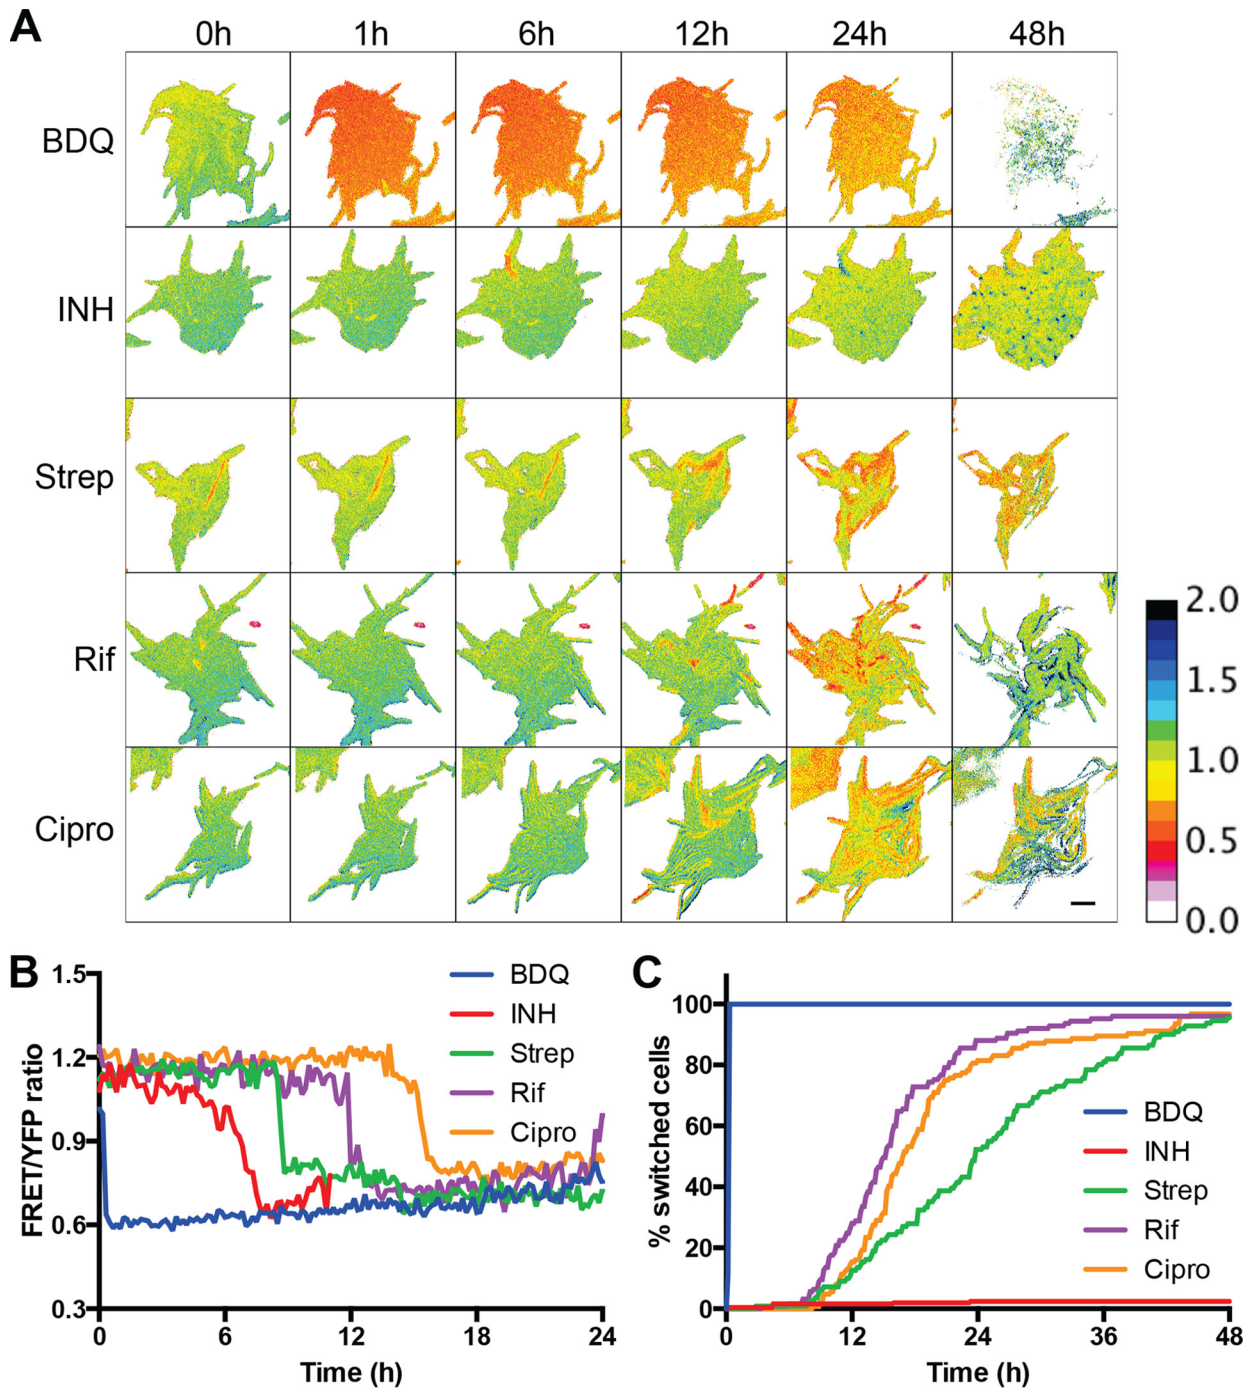 A
0h 1h 6h 12h 24h 48h
BDQ
INH
Strep
Rif
Cipro
2.0
1.5
1.0
0.5
0.0
B
1.5
1.2
0.9
0.6
0.3
FRET/YFP ratio
BDQ
INH
Strep
Rif
Cipro
0 6 12 18 24
Time (h)
C
100
80
60
40
20
0
% switched cells
BDQ
INH
Strep
Rif
Cipro
0 12 24 36 48
Time (h)